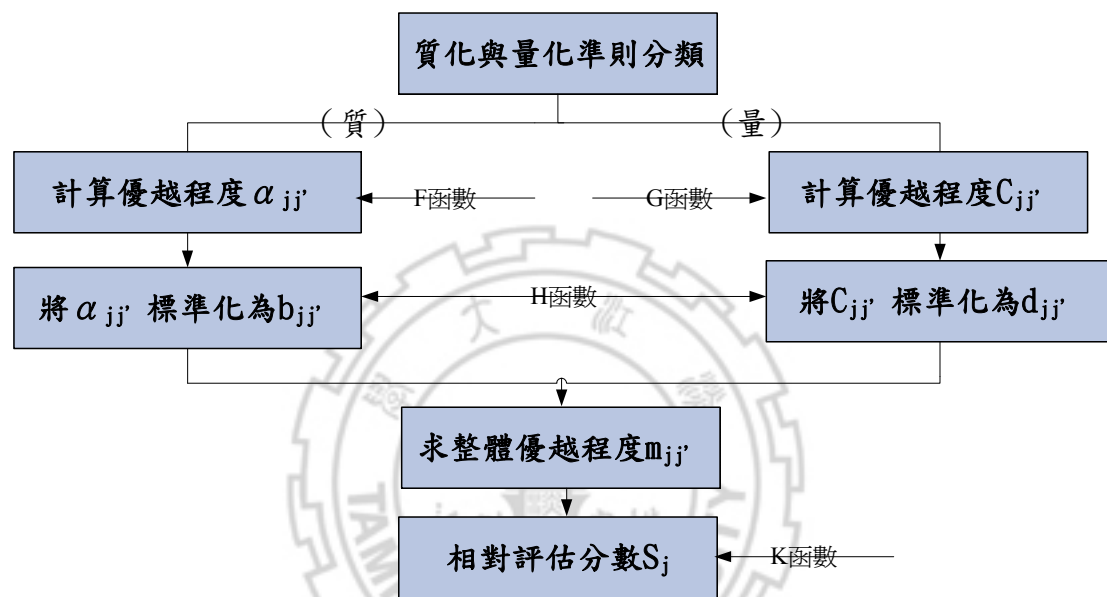 質化與量化準則分類
（質） （量）
計算優越程度αjj’ F函數 G函數 計算優越程度Cjj’
將αjj’ 標準化為bjj’ H函數 將Cjj’ 標準化為djj’
大 江
求整體優越程度mjj’
TAM
相對評估分數Sj K函數